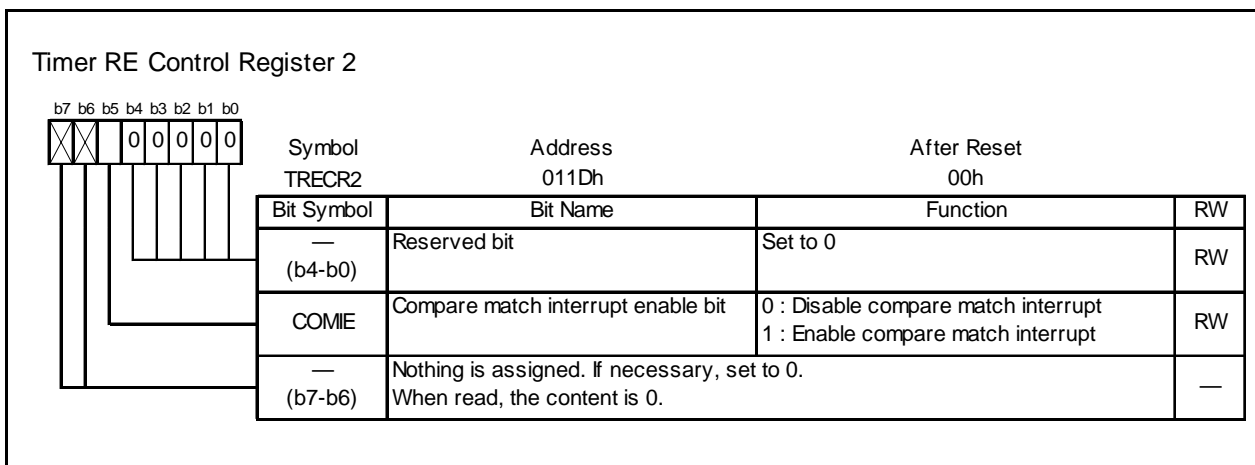 Timer RE Control Register 2
b7 b6 b5 b4 b3 b2 b1 b0
0 0 0 0 0
Symbol Address After Reset
TRECR2 011Dh 00h
Bit Symbol Bit Name Function RW
—
(b4-b0)
Reserved bit
Set to 0
RW
COMIE
Compare match interrupt enable bit
0 : Disable compare match interrupt
1 : Enable compare match interrupt
RW
—
(b7-b6)
Nothing is assigned. If necessary, set to 0.
When read, the content is 0.
—